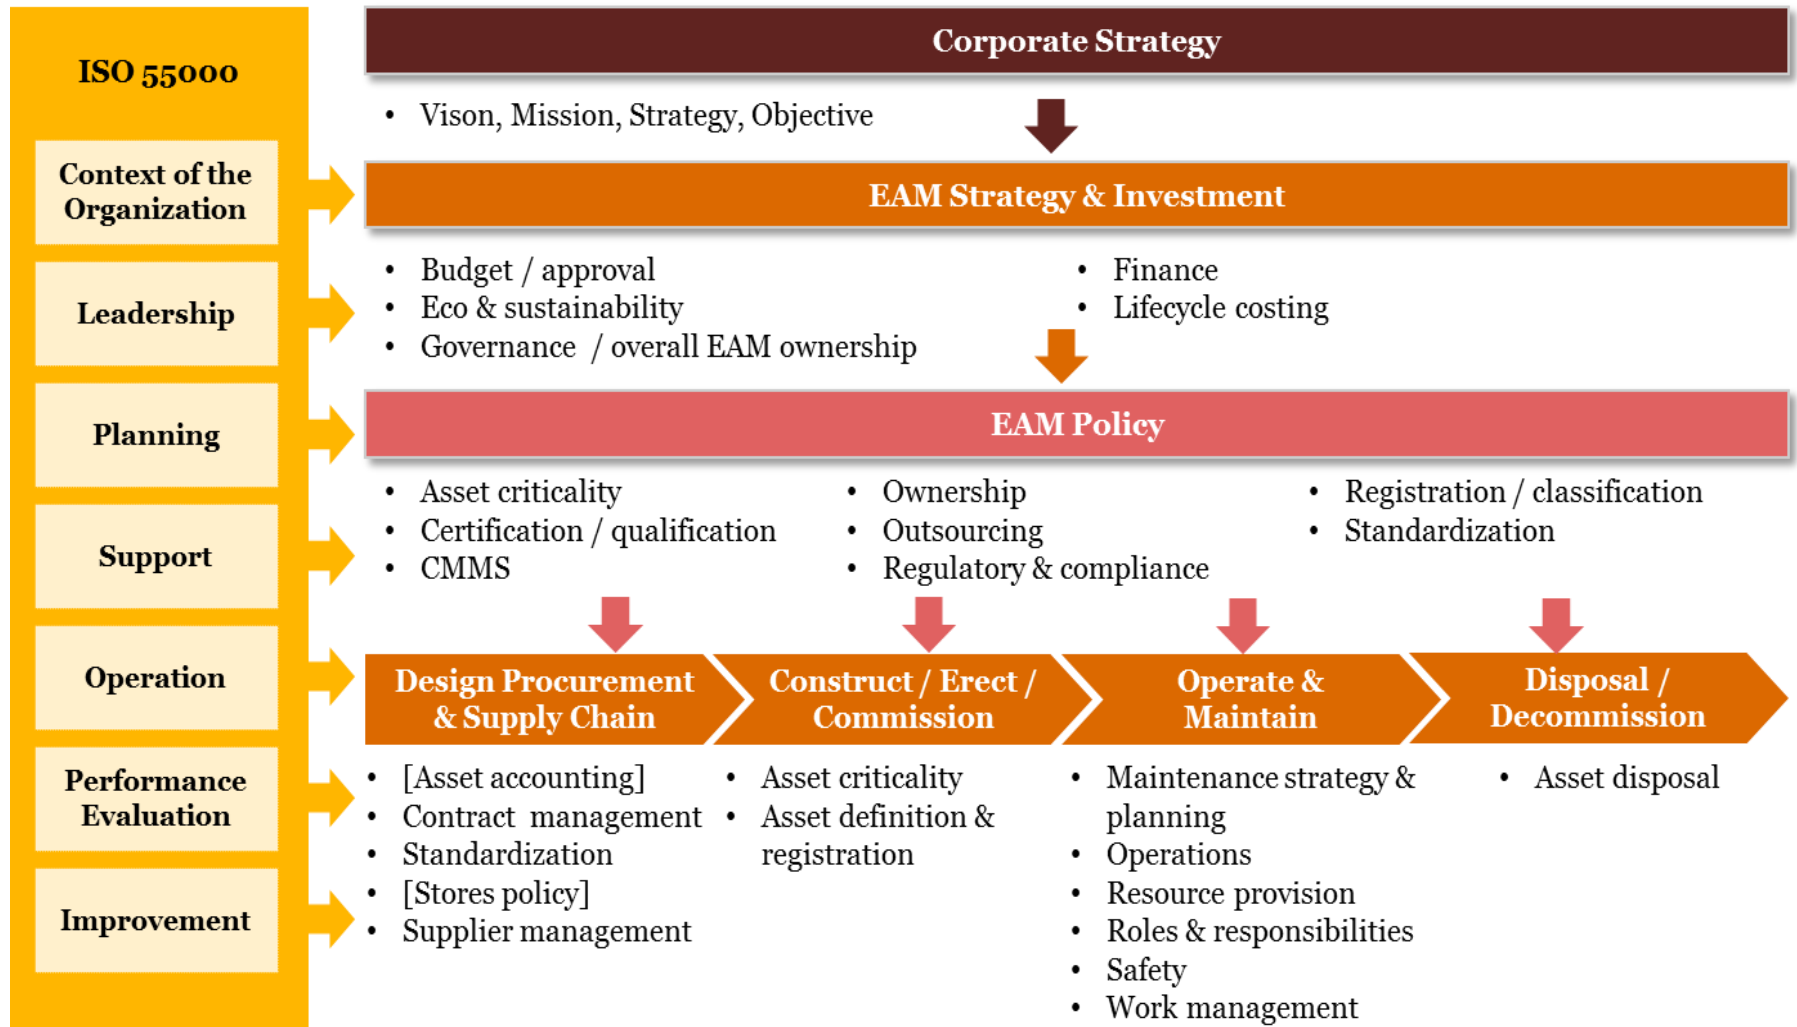 ISO 55000
Context of the
Organization
Leadership
Planning
Support
Operation
Performance
Evaluation
Improvement
Corporate Strategy
• Vison, Mission, Strategy, Objective
EAM Strategy & Investment
• Budget / approval
• Eco & sustainability
• Governance / overall EAM ownership
• Finance
• Lifecycle costing
EAM Policy
• Asset criticality
• Certification / qualification
• CMMS
• Ownership
• Outsourcing
• Regulatory & compliance
• Registration / classification
• Standardization
Design Procurement
& Supply Chain
• [Asset accounting]
• Contract management
• Standardization
• [Stores policy]
• Supplier management
Construct / Erect /
Commission
• Asset criticality
• Asset definition &
registration
Operate &
Maintain
• Maintenance strategy &
planning
• Operations
• Resource provision
• Roles & responsibilities
• Safety
• Work management
Disposal /
Decommission
• Asset disposal